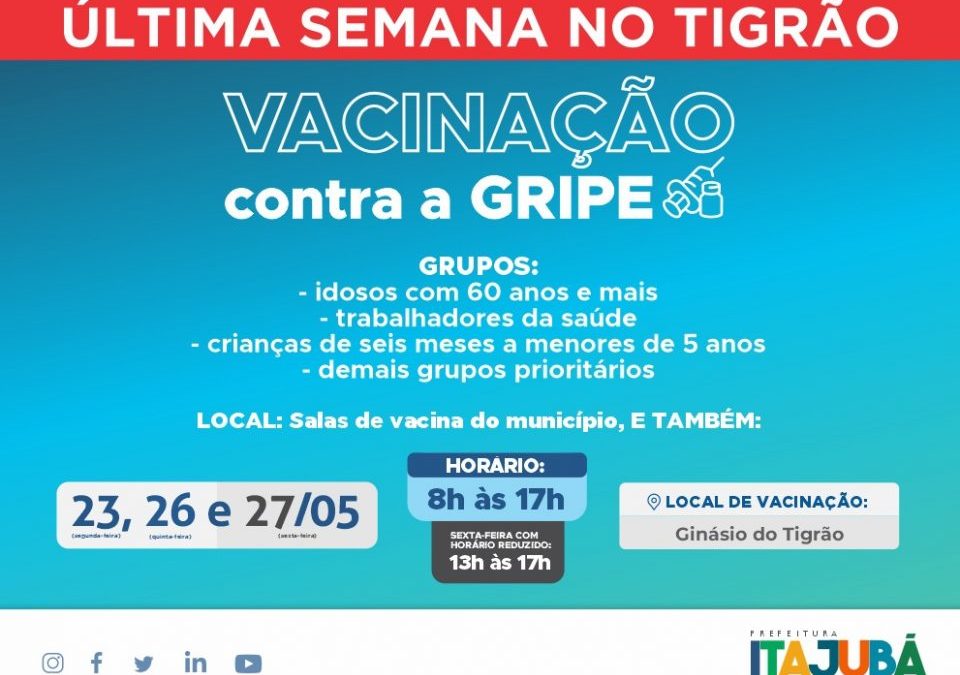 ÚLTIMA SEMANA NO TIGRÃO
VACINAÇÃO
contra a GRIPE
GRUPOS:
- idosos com 60 anos e mais
- trabalhadores da saúde
- crianças de seis meses a menores de 5 anos
- demais grupos prioritários
LOCAL: Salas de vacina do município, E TAMBÉM:
23, 26 e 27/05
(segunda-feira) (quinta-feira) (sexta-feira)
HORÁRIO:
8h às 17h
SEXTA-FEIRA COM
HORÁRIO REDUZIDO:
13h às 17h
LOCAL DE VACINAÇÃO:
Ginásio do Tigrão
PREFEITURA
ITAJUBÁ